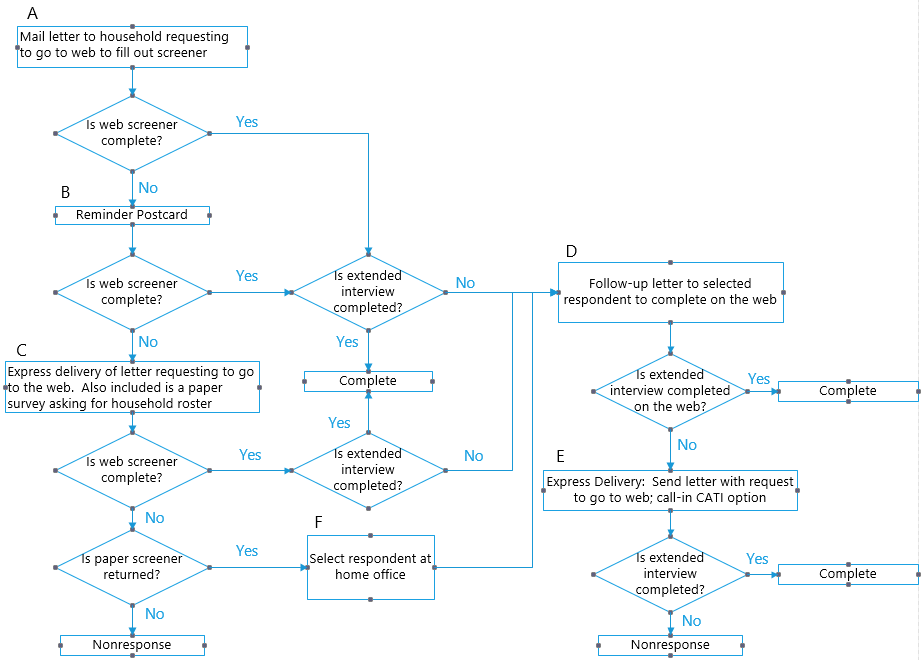 A
Mail letter to household requesting
to go to web to fill out screener
Is web screener
complete?
Yes
No
B
Reminder Postcard
Is web screener
complete?
Yes
Is extended
interview
completed?
No
Yes
Complete
No
C
Express delivery of letter requesting to go
to the web. Also included is a paper
survey asking for household roster
Is web screener
complete?
Yes
Is extended
interview
completed?
Yes
No
No
Is paper screener
returned?
Yes
F
Select respondent at
home office
No
Nonresponse
D
Follow-up letter to selected
respondent to complete on the web
Is extended
interview completed
on the web?
Yes
Complete
No
E
Express Delivery: Send letter with request
to go to web; call-in CATI option
Is extended
interview
completed?
Yes
Complete
No
Nonresponse